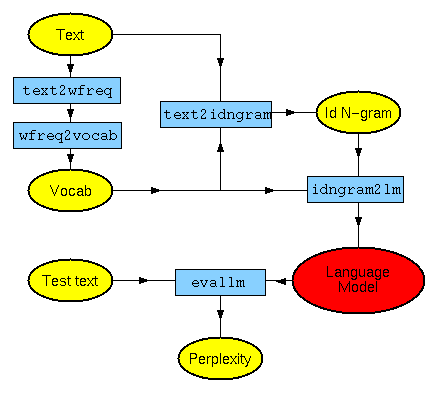 Text
text2wfreq
text2idngram
Id N-gram
wfreq2vocab
Vocab
idngram2lm
Test text
evallm
Language
Model
Perplexity